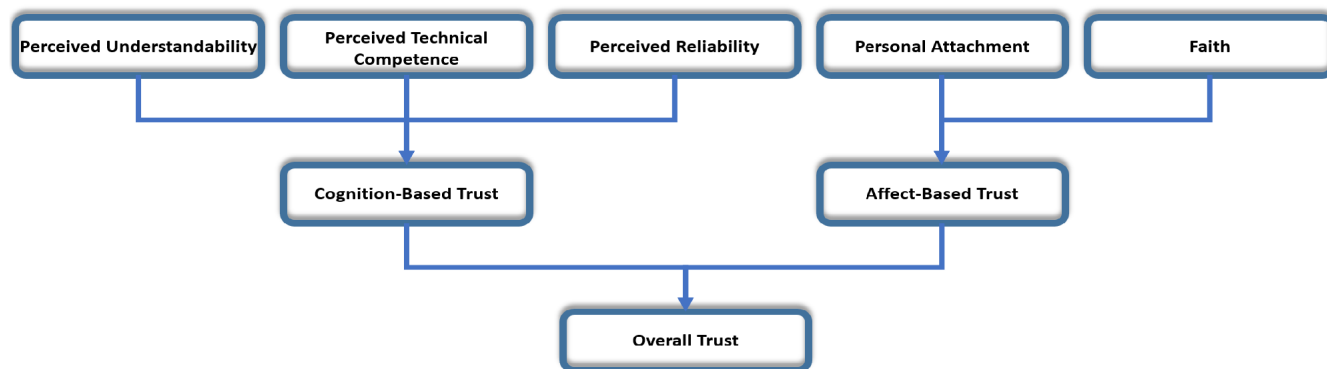 Perceived Understandability
Perceived Technical
Competence
Perceived Reliability
Personal Attachment
Faith
Cognition-Based Trust
Affect-Based Trust
Overall Trust